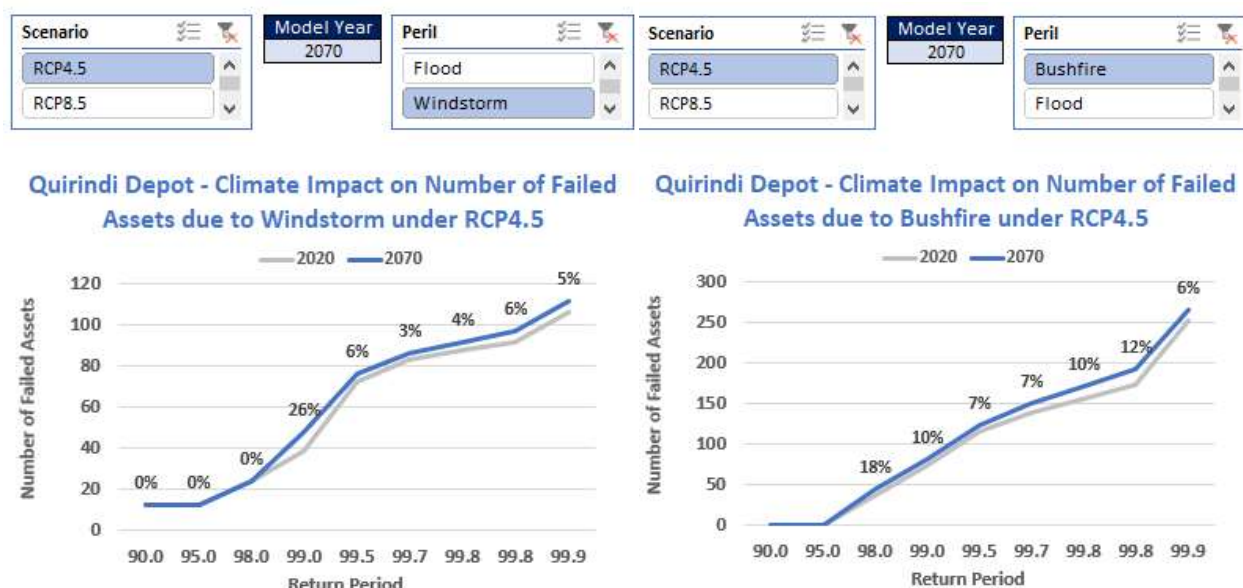 Scenario
RCP4.5
RCP8.5
Model Year
2070
Peril
Flood
Windstorm
Scenario
RCP4.5
RCP8.5
Model Year
2070
Peril
Bushfire
Flood
Quirindi Depot - Climate Impact on Number of Failed
Assets due to Windstorm under RCP4.5
2020 2070
Number of Failed Assets
120
100
80
60
40
20
0
0% 0% 0% 26% 6% 3% 4% 6% 5%
90.0 95.0 98.0 99.0 99.5 99.7 99.8 99.8 99.9
Return Period
Quirindi Depot - Climate Impact on Number of Failed
Assets due to Bushfire under RCP4.5
2020 2070
Number of Failed Assets
300
250
200
150
100
50
0
18% 10% 7% 7% 10% 12% 6%
90.0 95.0 98.0 99.0 99.5 99.7 99.8 99.8 99.9
Return Period